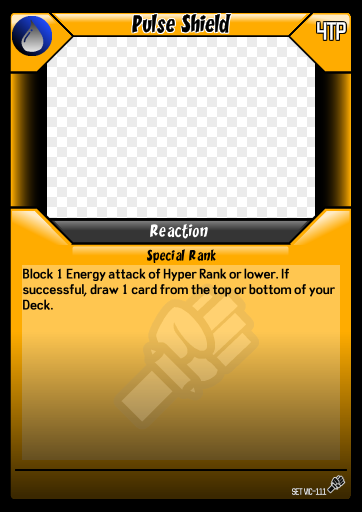 Pulse Shield
4TP
Reaction
Special Rank
Block 1 Energy attack of Hyper Rank or lower. If
successful, draw 1 card from the top or bottom of your
Deck.
SET VIC-111